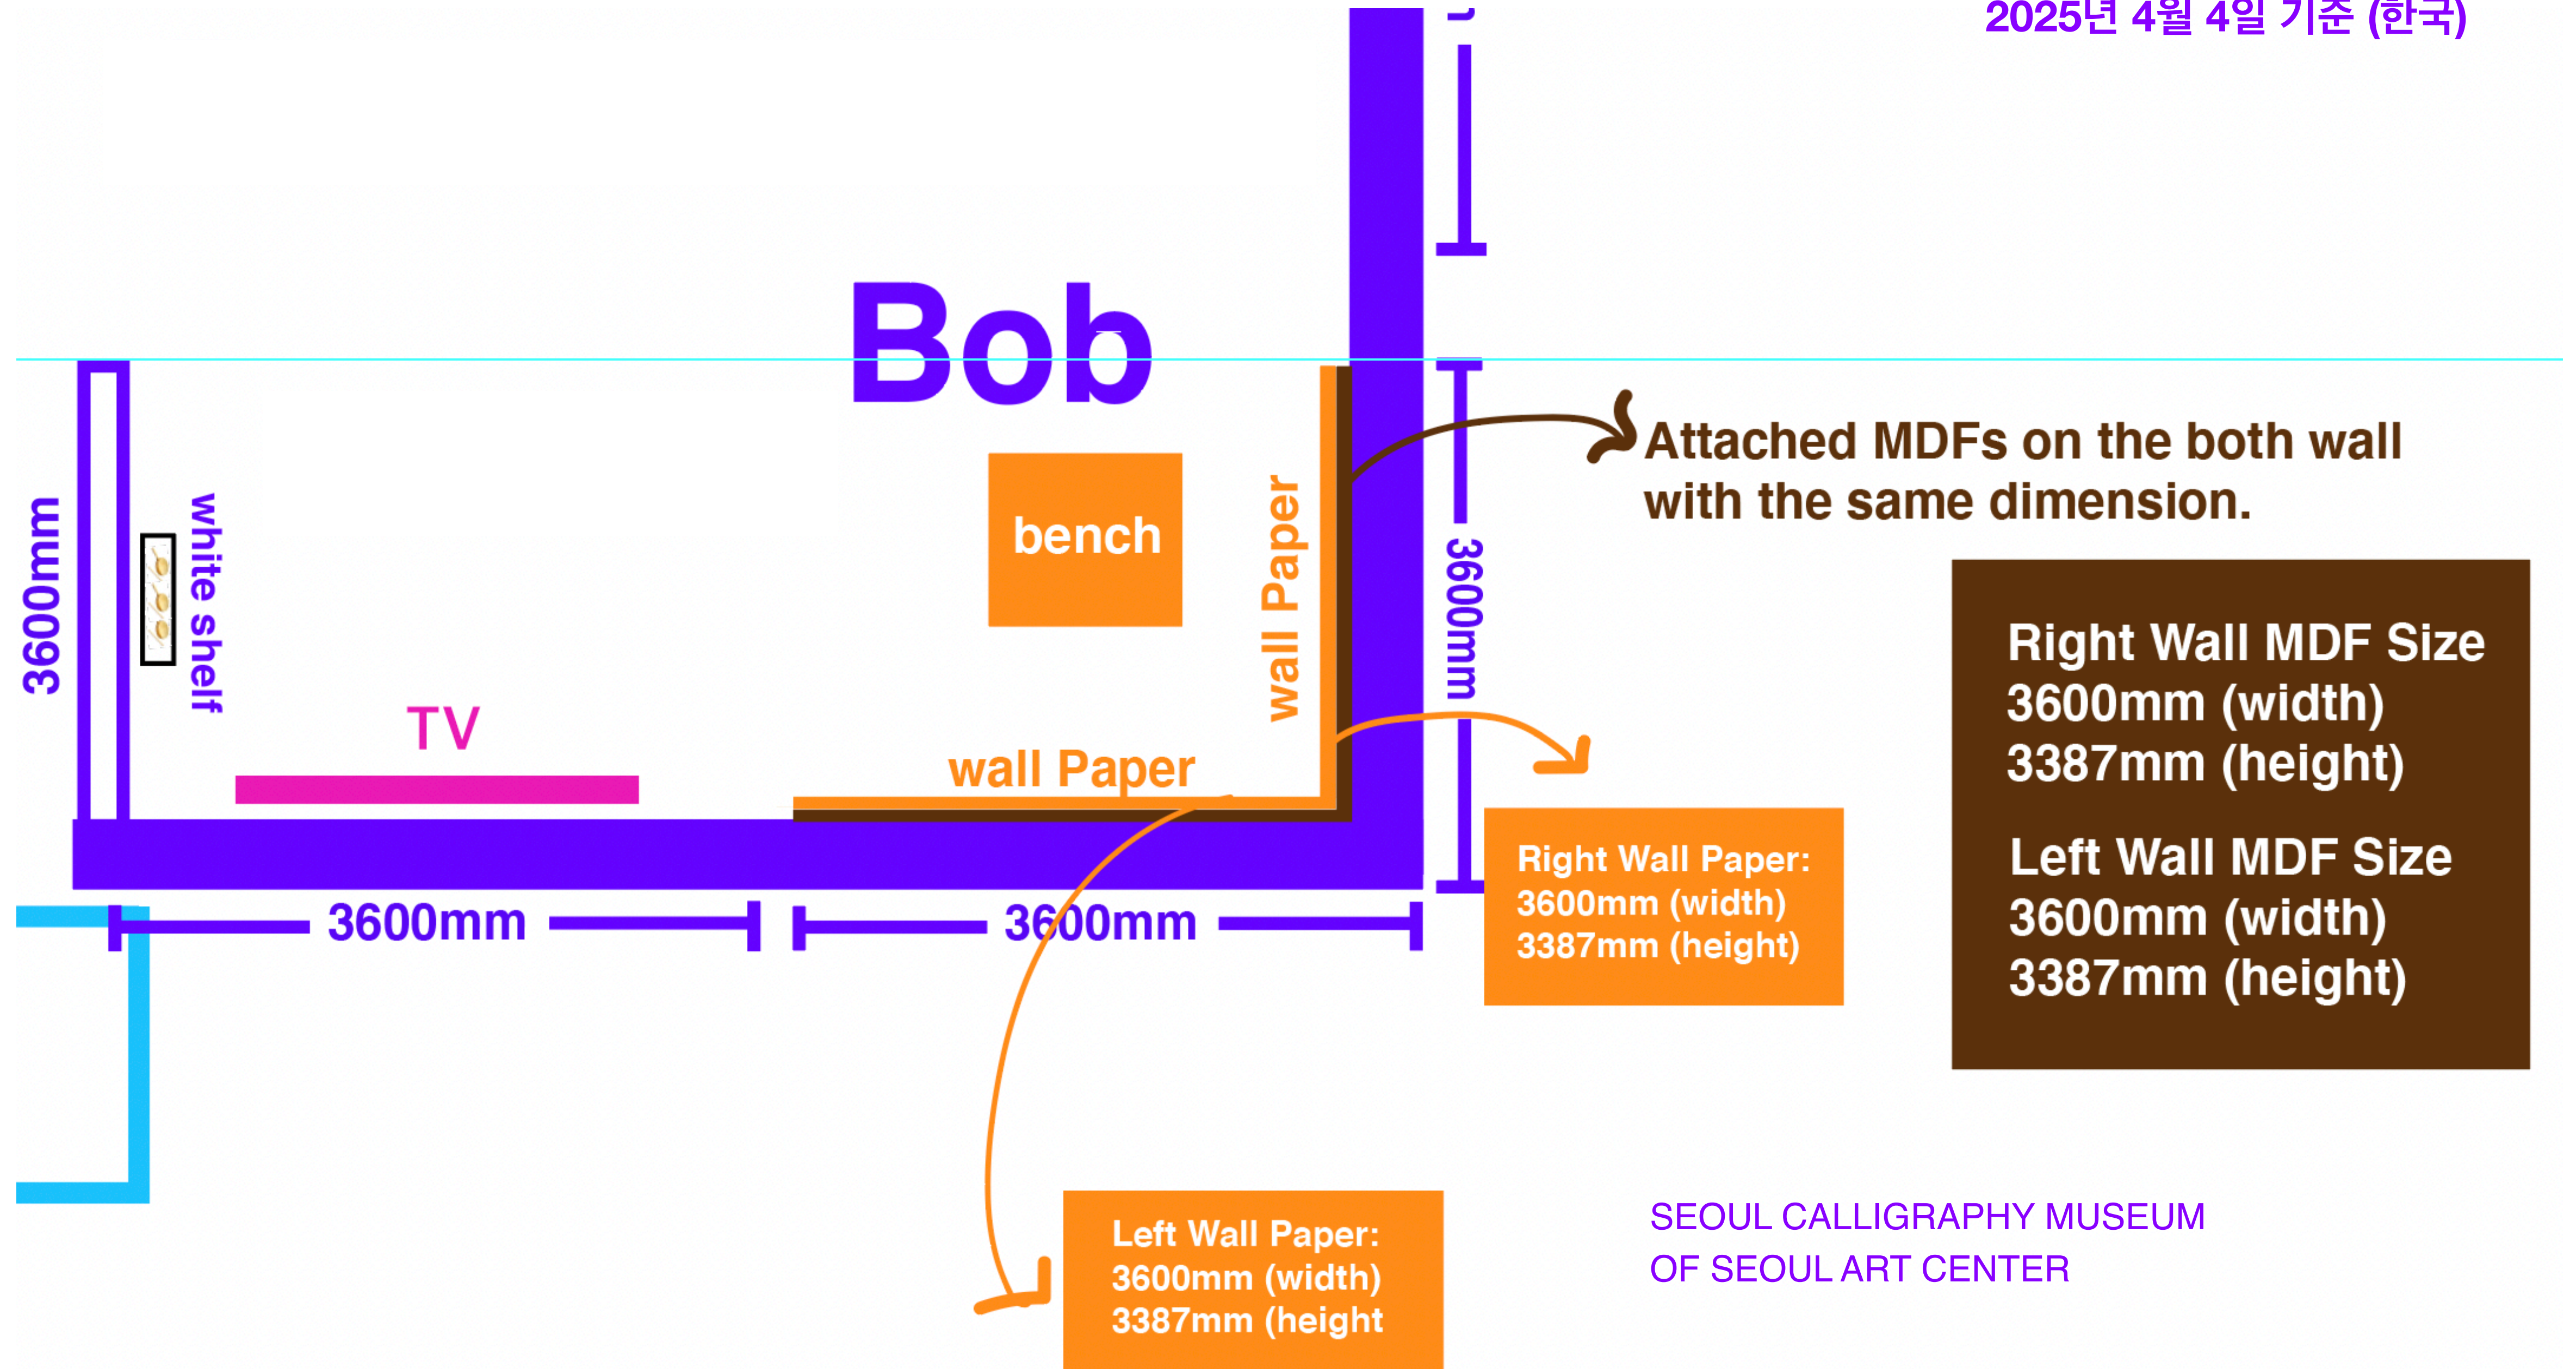 2025년 4월 4일 기준 (한국)
Bob
Attached MDFs on the both wall
with the same dimension.
bench
wall Paper
3600mm
white shelf
3600mm
TV
wall Paper
Right Wall MDF Size
3600mm (width)
3387mm (height)
Left Wall MDF Size
3600mm (width)
3387mm (height)
Right Wall Paper:
3600mm (width)
3387mm (height)
3600mm
3600mm
Left Wall Paper:
3600mm (width)
3387mm (height
SEOUL CALLIGRAPHY MUSEUM
OF SEOUL ART CENTER